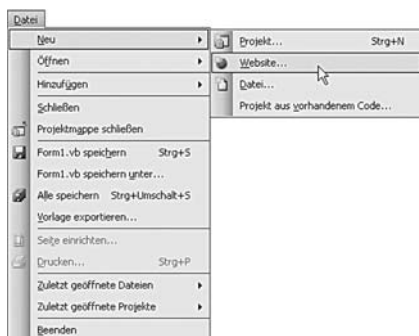 Datei
Neu
Öffnen
Hinzufügen
Schließen
Projektmappe schließen
Form1.vb speichern Strg+S
Form1.vb speichern unter...
Alle speichern Strg+Umschalt+S
Vorlage exportieren...
Seite einrichten...
Drucken... Strg+P
Zuletzt geöffnete Dateien
Zuletzt geöffnete Projekte
Beenden
Projekt... Strg+N
Website...
Datei...
Projekt aus vorhandenem Code...